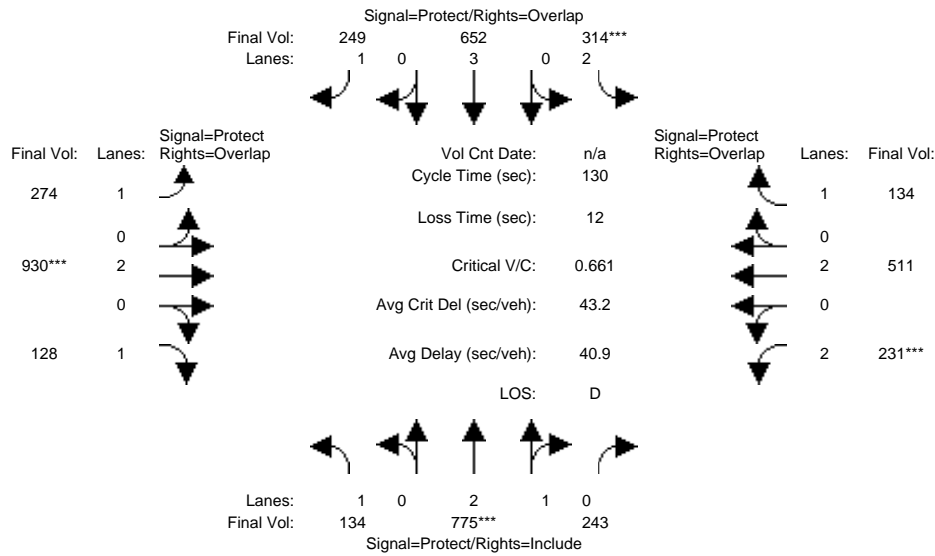 Signal=Protect/Rights=Overlap
Final Vol: 249 652 314***
Lanes: 1 0 3 0 2
Signal=Protect Signal=Protect
Final Vol: Lanes: Rights=Overlap Vol Cnt Date: n/a Rights=Overlap Lanes: Final Vol:
Cycle Time (sec): 130
274 1 1 134
Loss Time (sec): 12
0 0
930*** 2 Critical V/C: 0.661 2 511
0 Avg Crit Del (sec/veh): 43.2 0
128 1 Avg Delay (sec/veh): 40.9 2 231***
LOS: D
Lanes: 1 0 2 1 0
Final Vol: 134 775*** 243
Signal=Protect/Rights=Include